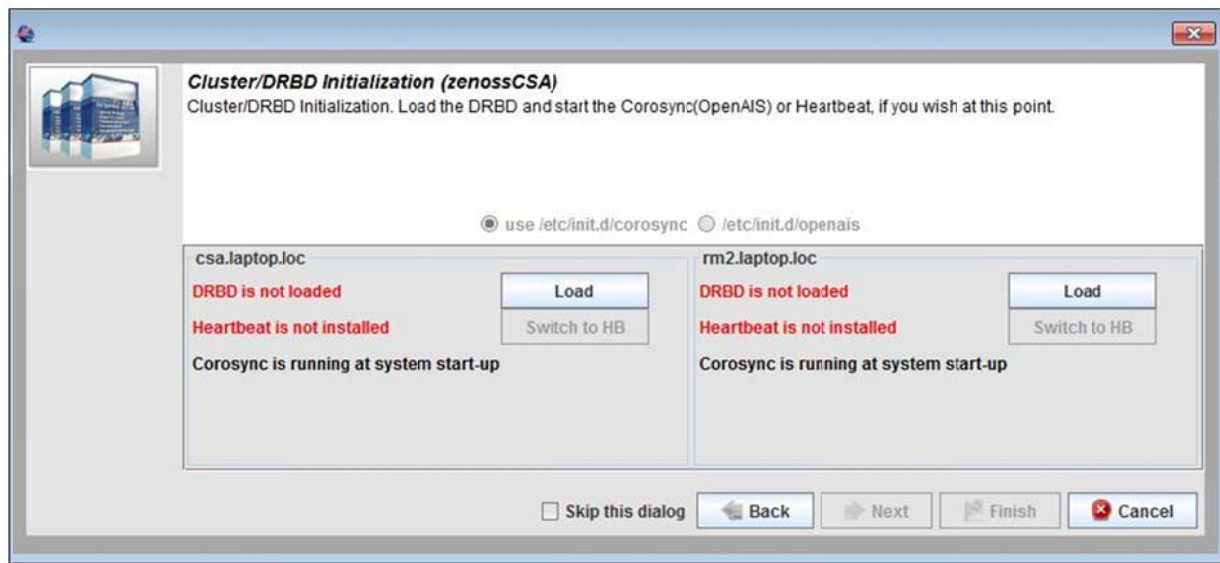 Cluster/DRBD Initialization (zenossCSA)
Cluster/DRBD Initialization. Load the DRBD and start the Corosync(OpenAIS) or Heartbeat, if you wish at this point.
use /etc/init.d/corosync /etc/init.d/openais
csa.laptop.loc
DRBD is not loaded Load
Heartbeat is not installed Switch to HB
Corosync is running at system start-up
rm2.laptop.loc
DRBD is not loaded Load
Heartbeat is not installed Switch to HB
Corosync is running at system start-up
Skip this dialog Back Next Finish Cancel